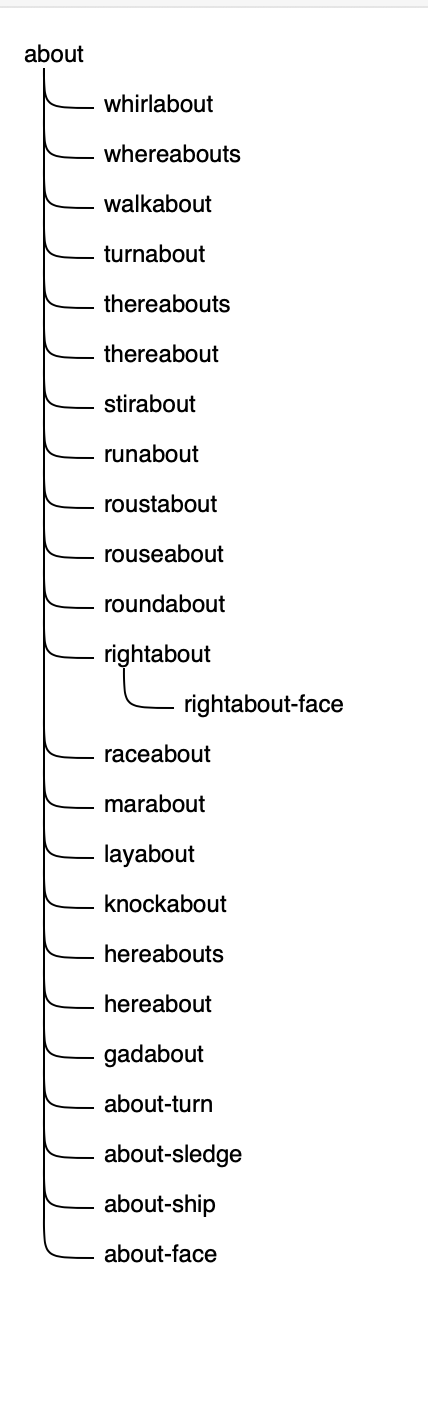 about
whirlabout
whereabouts
walkabout
turnabout
thereabouts
thereabout
stirabout
runabout
roustabout
rouseabout
roundabout
rightabout
rightabout-face
raceabout
marabout
layabout
knockabout
hereabouts
hereabout
gadabout
about-turn
about-sledge
about-ship
about-face